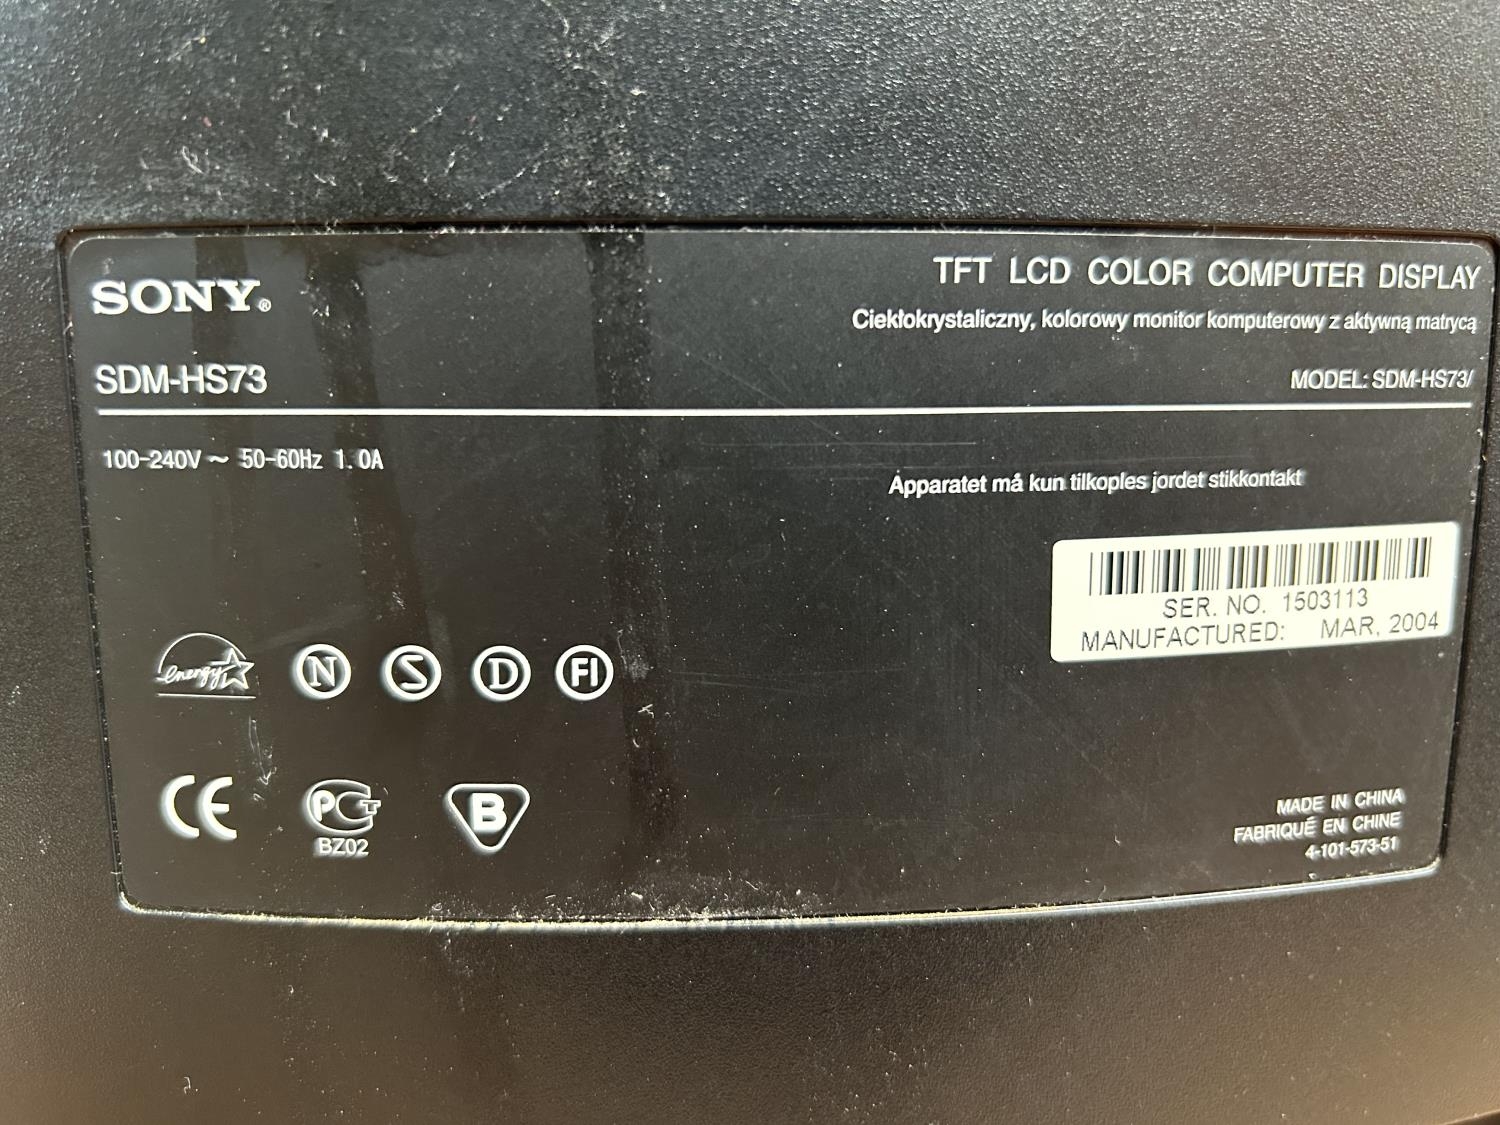 SONY®
TFT LCD COLOR COMPUTER DISPLAY
Ciekłokrystaliczny, kolorowy monitor komputerowy z aktywną matrycą
SDM-HS73
MODEL: SDM-HS73/
100-240V ~ 50-60Hz 1.0A
Apparatet må kun tilkoples jordet stikkontakt
SER. NO. 1503113
MANUFACTURED: MAR, 2004
energy
N S D FI
CE PCT B
BZ02
MADE IN CHINA
FABRIQUÉ EN CHINE
4-101-573-51